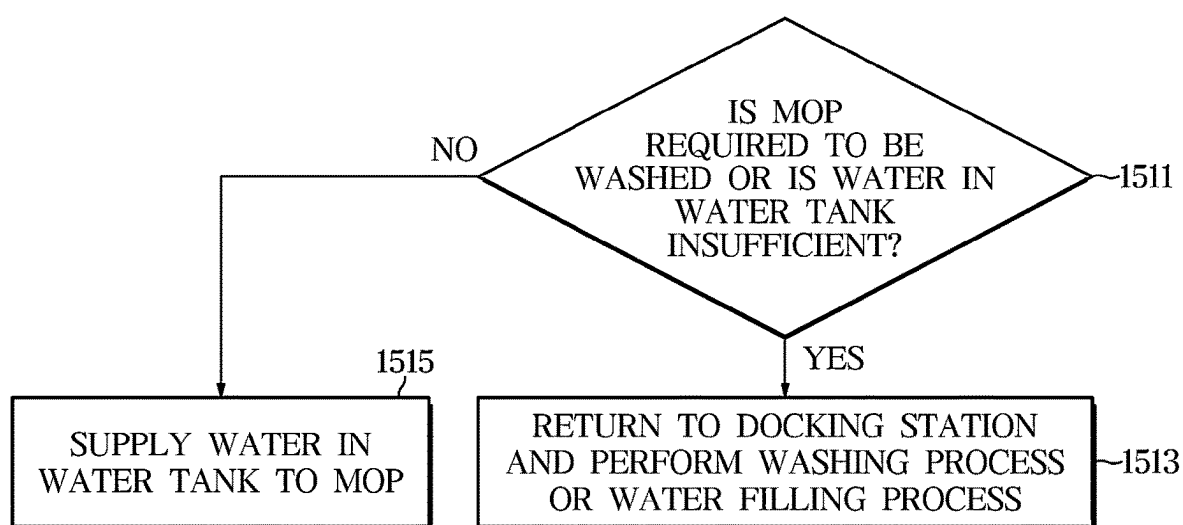 IS MOP
REQUIRED TO BE
WASHED OR IS WATER IN
WATER TANK
INSUFFICIENT?
1511
NO
YES
1515
SUPPLY WATER IN
WATER TANK TO MOP
RETURN TO DOCKING STATION
AND PERFORM WASHING PROCESS
OR WATER FILLING PROCESS
1513